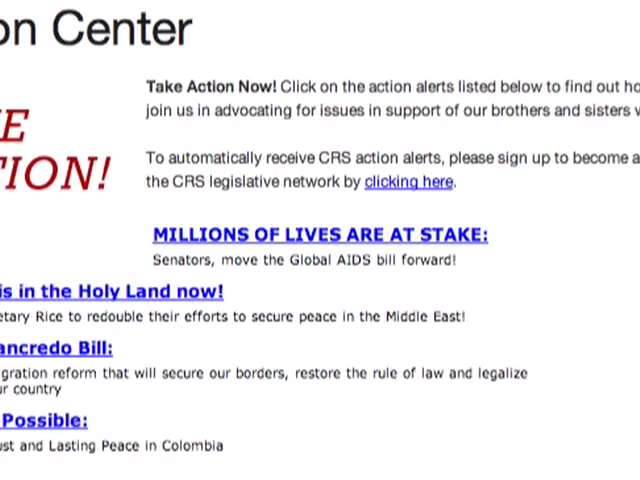 on Center
Take Action Now! Click on the action alerts listed below to find out
join us in advocating for issues in support of our brothers and sisters
TION!
To automatically receive CRS action alerts, please sign up to become a
the CRS legislative network by clicking here.
MILLIONS OF LIVES ARE AT STAKE:
Senators, move the Global AIDS bill forward!
is in the Holy Land now!
etary Rice to redouble their efforts to secure peace in the Middle East!
ancredo Bill:
gration reform that will secure our borders, restore the rule of law and legalize
ur country
Possible:
ust and Lasting Peace in Colombia